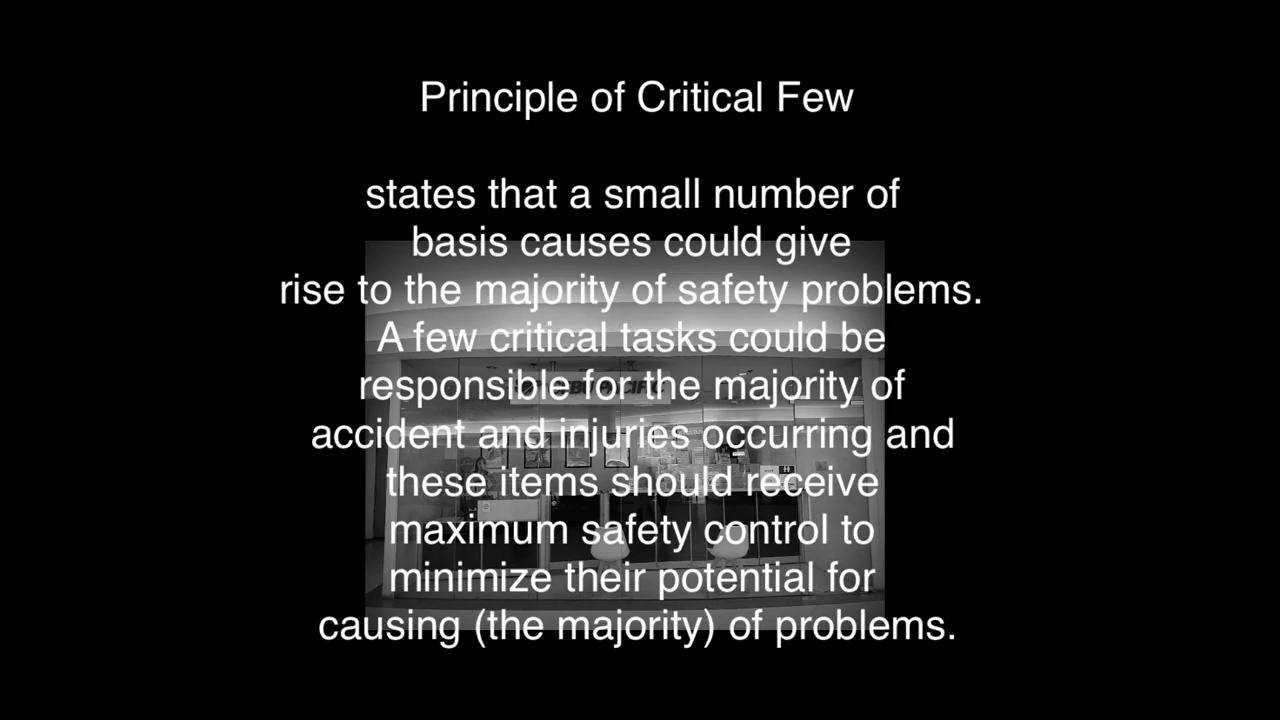 Principle of Critical Few
states that a small number of
basis causes could give
rise to the majority of safety problems.
A few critical tasks could be
responsible for the majority of
accident and injuries occurring and
these items should receive
maximum safety control to
minimize their potential for
causing (the majority) of problems.